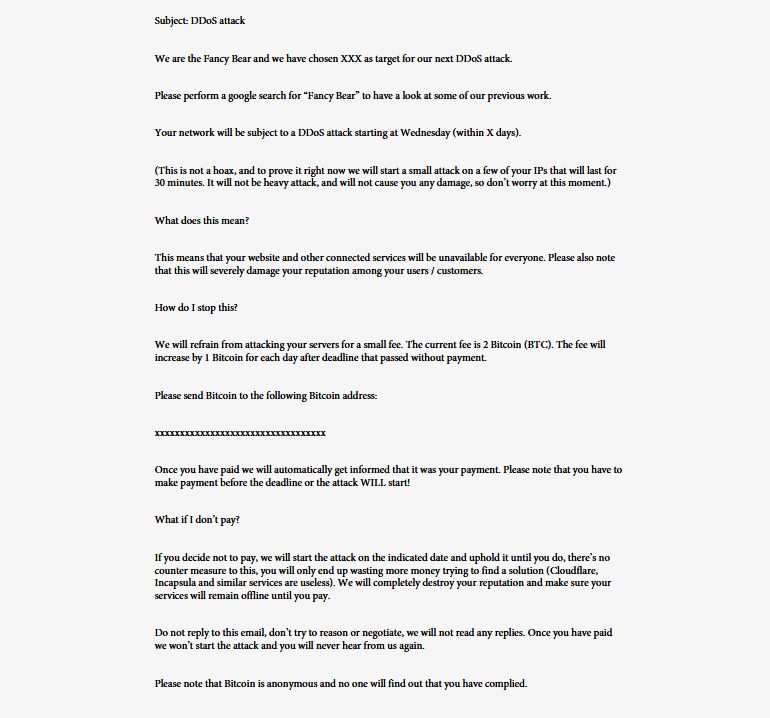 Subject: DDoS attack
We are the Fancy Bear and we have chosen XXX as target for our next DDoS attack.
Please perform a google search for “Fancy Bear” to have a look at some of our previous work.
Your network will be subject to a DDoS attack starting at Wednesday (within X days).
(This is not a hoax, and to prove it right now we will start a small attack on a few of your IPs that will last for
30 minutes. It will not be heavy attack, and will not cause you any damage, so don’t worry at this moment.)
What does this mean?
This means that your website and other connected services will be unavailable for everyone. Please also note
that this will severely damage your reputation among your users / customers.
How do I stop this?
We will refrain from attacking your servers for a small fee. The current fee is 2 Bitcoin (BTC). The fee will
increase by 1 Bitcoin for each day after deadline that passed without payment.
Please send Bitcoin to the following Bitcoin address:
xxxxxxxxxxxxxxxxxxxxxxxxxxxxxxxxxx
Once you have paid we will automatically get informed that it was your payment. Please note that you have to
make payment before the deadline or the attack WILL start!
What if I don’t pay?
If you decide not to pay, we will start the attack on the indicated date and uphold it until you do, there’s no
counter measure to this, you will only end up wasting more money trying to find a solution (Cloudflare,
Incapsula and similar services are useless). We will completely destroy your reputation and make sure your
services will remain offline until you pay.
Do not reply to this email, don’t try to reason or negotiate, we will not read any replies. Once you have paid
we won’t start the attack and you will never hear from us again.
Please note that Bitcoin is anonymous and no one will find out that you have complied.